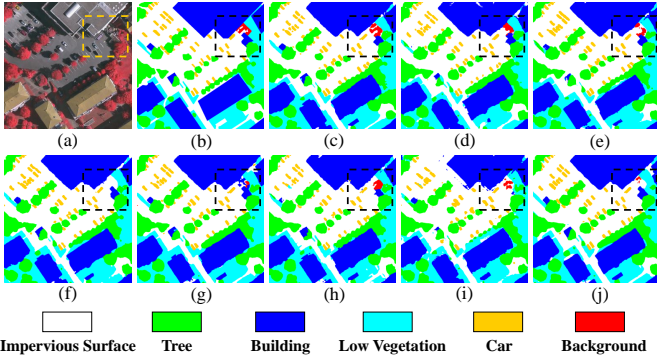 (a) (b) (c) (d) (e)
(f) (g) (h) (i) (j)
Impervious Surface Tree Building Low Vegetation Car Background